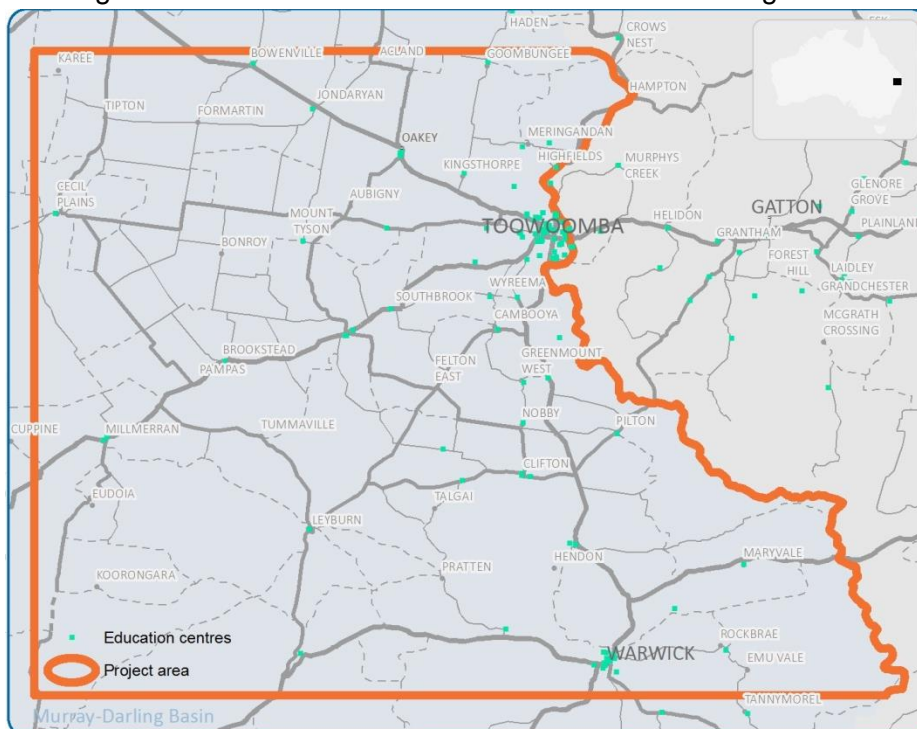 HADEN
CROWS
NEST
KAREE
BOWENVILLE
ACLAND
GOOMBUNGEE
HAMPTON
TIPTON
FORMARTIN
JONDARYAN
OAKEY
MERINGANDAN
HIGHFIELDS
KINGSTHORPE
MURPHYS
CREEK
CECIL
PLAINS
AUBIGNY
MOUNT
TYSON
BONROY
TOOWOOMBA
HELIDON
GATTON
GRANTHAM
GLENORE
GROVE
PLAINLAND
FOREST
HILL
LAIDLEY
GRANDCHESTER
MCGRATH
CROSSING
WYREEMA
SOUTHBROOK
CAMBOOYA
BROOKSTEAD
PAMPAS
FELTON
EAST
GREENMOUNT
WEST
NOBBY
PILTON
CUPPINE
MILLMERRAN
TUMMAVILLE
CLIFTON
TALGAI
EUDOIA
LEYBURN
KOORONGARA
PRATTEN
HENDON
MARYVALE
ROCKBRAE
WARWICK
EMU VALE
TANNYMOREL
Education centres
Project area
Murray-Darling Basin